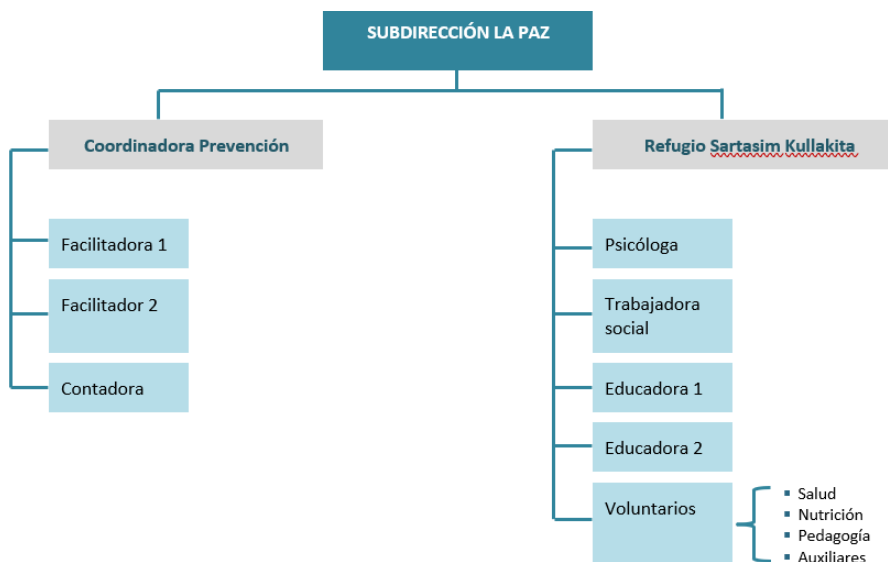 SUBDIRECCIÓN LA PAZ
Coordinadora Prevención
Facilitadora 1
Facilitador 2
Contadora
Refugio Sartasim Kullakita
Psicóloga
Trabajadora
social
Educadora 1
Educadora 2
Voluntarios
Salud
Nutrición
Pedagogía
Auxiliares